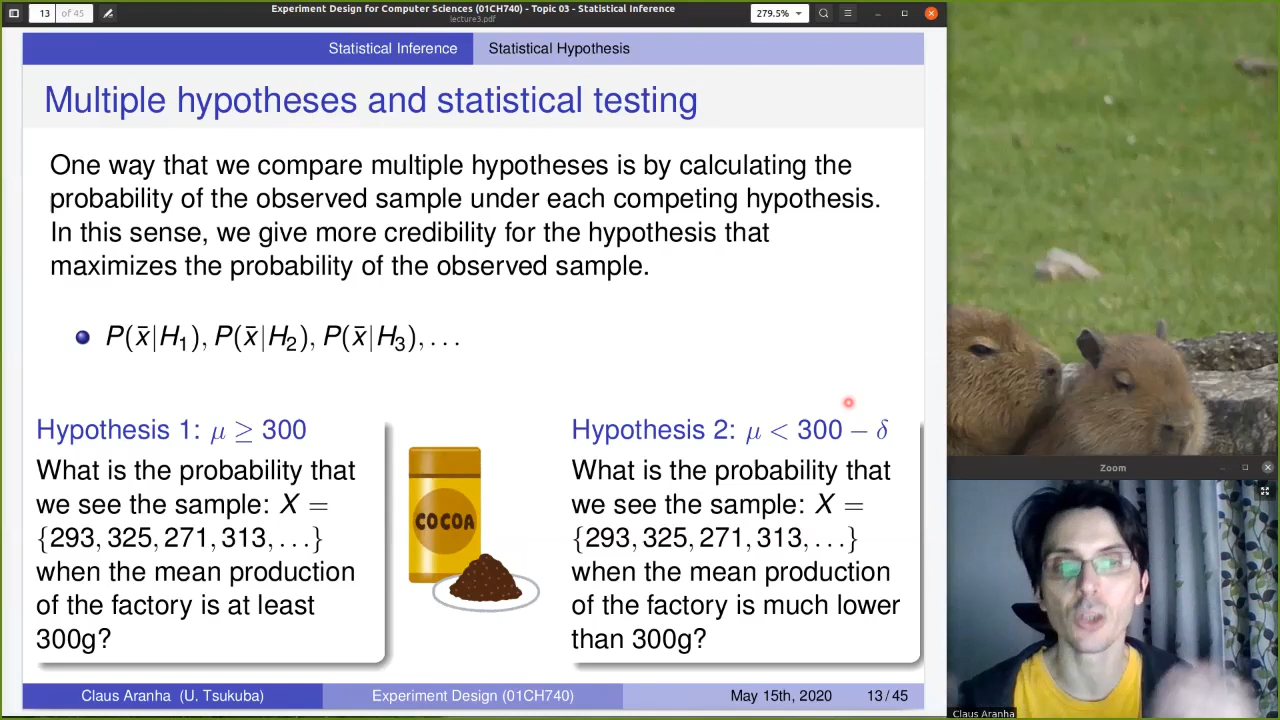 13 of 45
Experiment Design for Computer Sciences (01CH740) - Topic 03 - Statistical Inference
lecture3.pdf
279.5%
Statistical Inference
Statistical Hypothesis
Multiple hypotheses and statistical testing
One way that we compare multiple hypotheses is by calculating the
probability of the observed sample under each competing hypothesis.
In this sense, we give more credibility for the hypothesis that
maximizes the probability of the observed sample.
P(x̄|H₁), P(x̄|H₂), P(x̄|H₃), . . .
Hypothesis 1: μ ≥ 300
What is the probability that
we see the sample: X =
{293, 325, 271, 313, . . .}
when the mean production
of the factory is at least
300g?
COCOA
Hypothesis 2: μ < 300 − δ
What is the probability that
we see the sample: X =
{293, 325, 271, 313, . . .}
when the mean production
of the factory is much lower
than 300g?
Claus Aranha (U. Tsukuba)
Experiment Design (01CH740)
May 15th, 2020
13 / 45
Zoom
Claus Aranha